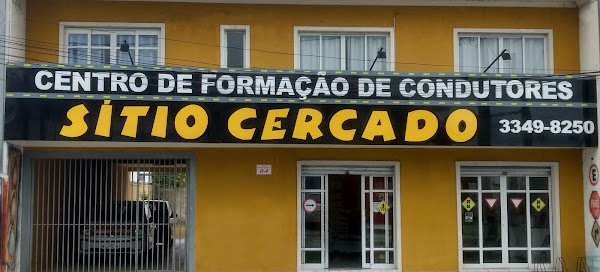 CENTRO DE FORMAÇÃO DE CONDUTORES
SÍTIO CERCADO
3349-8250